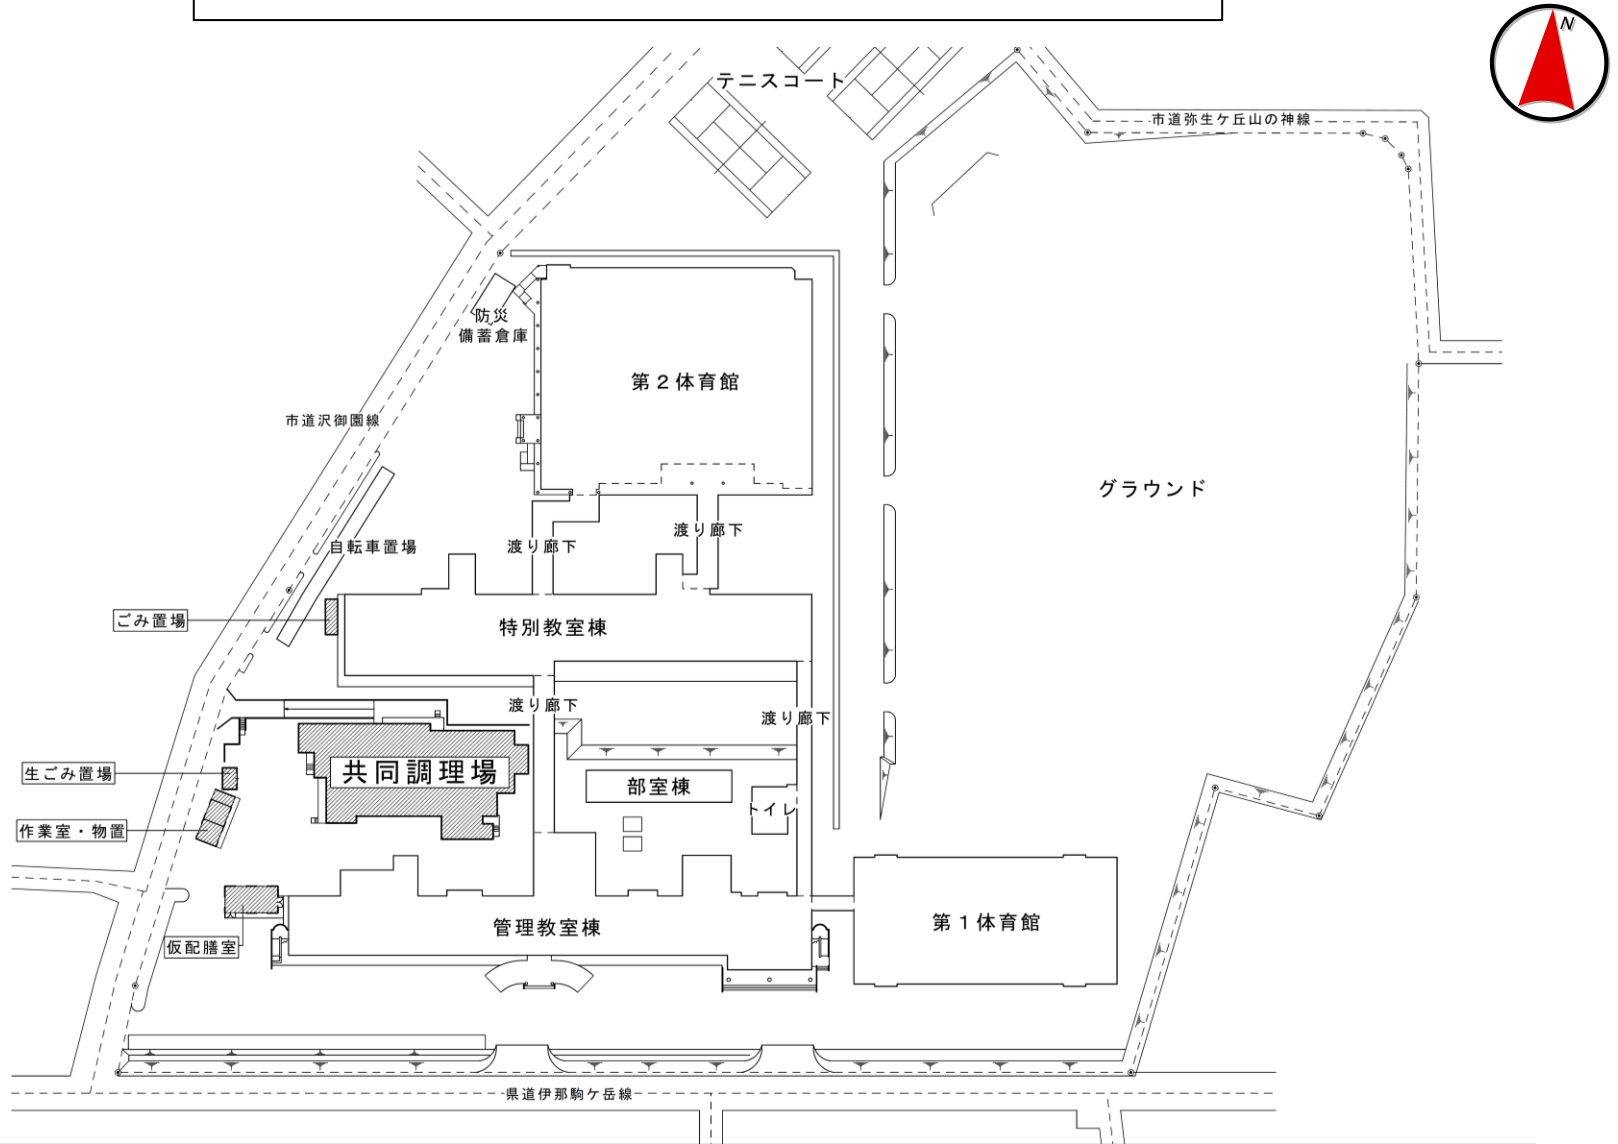 N
テニスコート
市道弥生ケ丘山の神線
防災
備蓄倉庫
第２体育館
市道沢御園線
グラウンド
渡り廊下
渡り廊下
自転車置場
ごみ置場
特別教室棟
渡り廊下
渡り廊下
生ごみ置場
共同調理場
部室棟
トイレ
作業室・物置
管理教室棟
第１体育館
仮配膳室
県道伊那駒ケ岳線